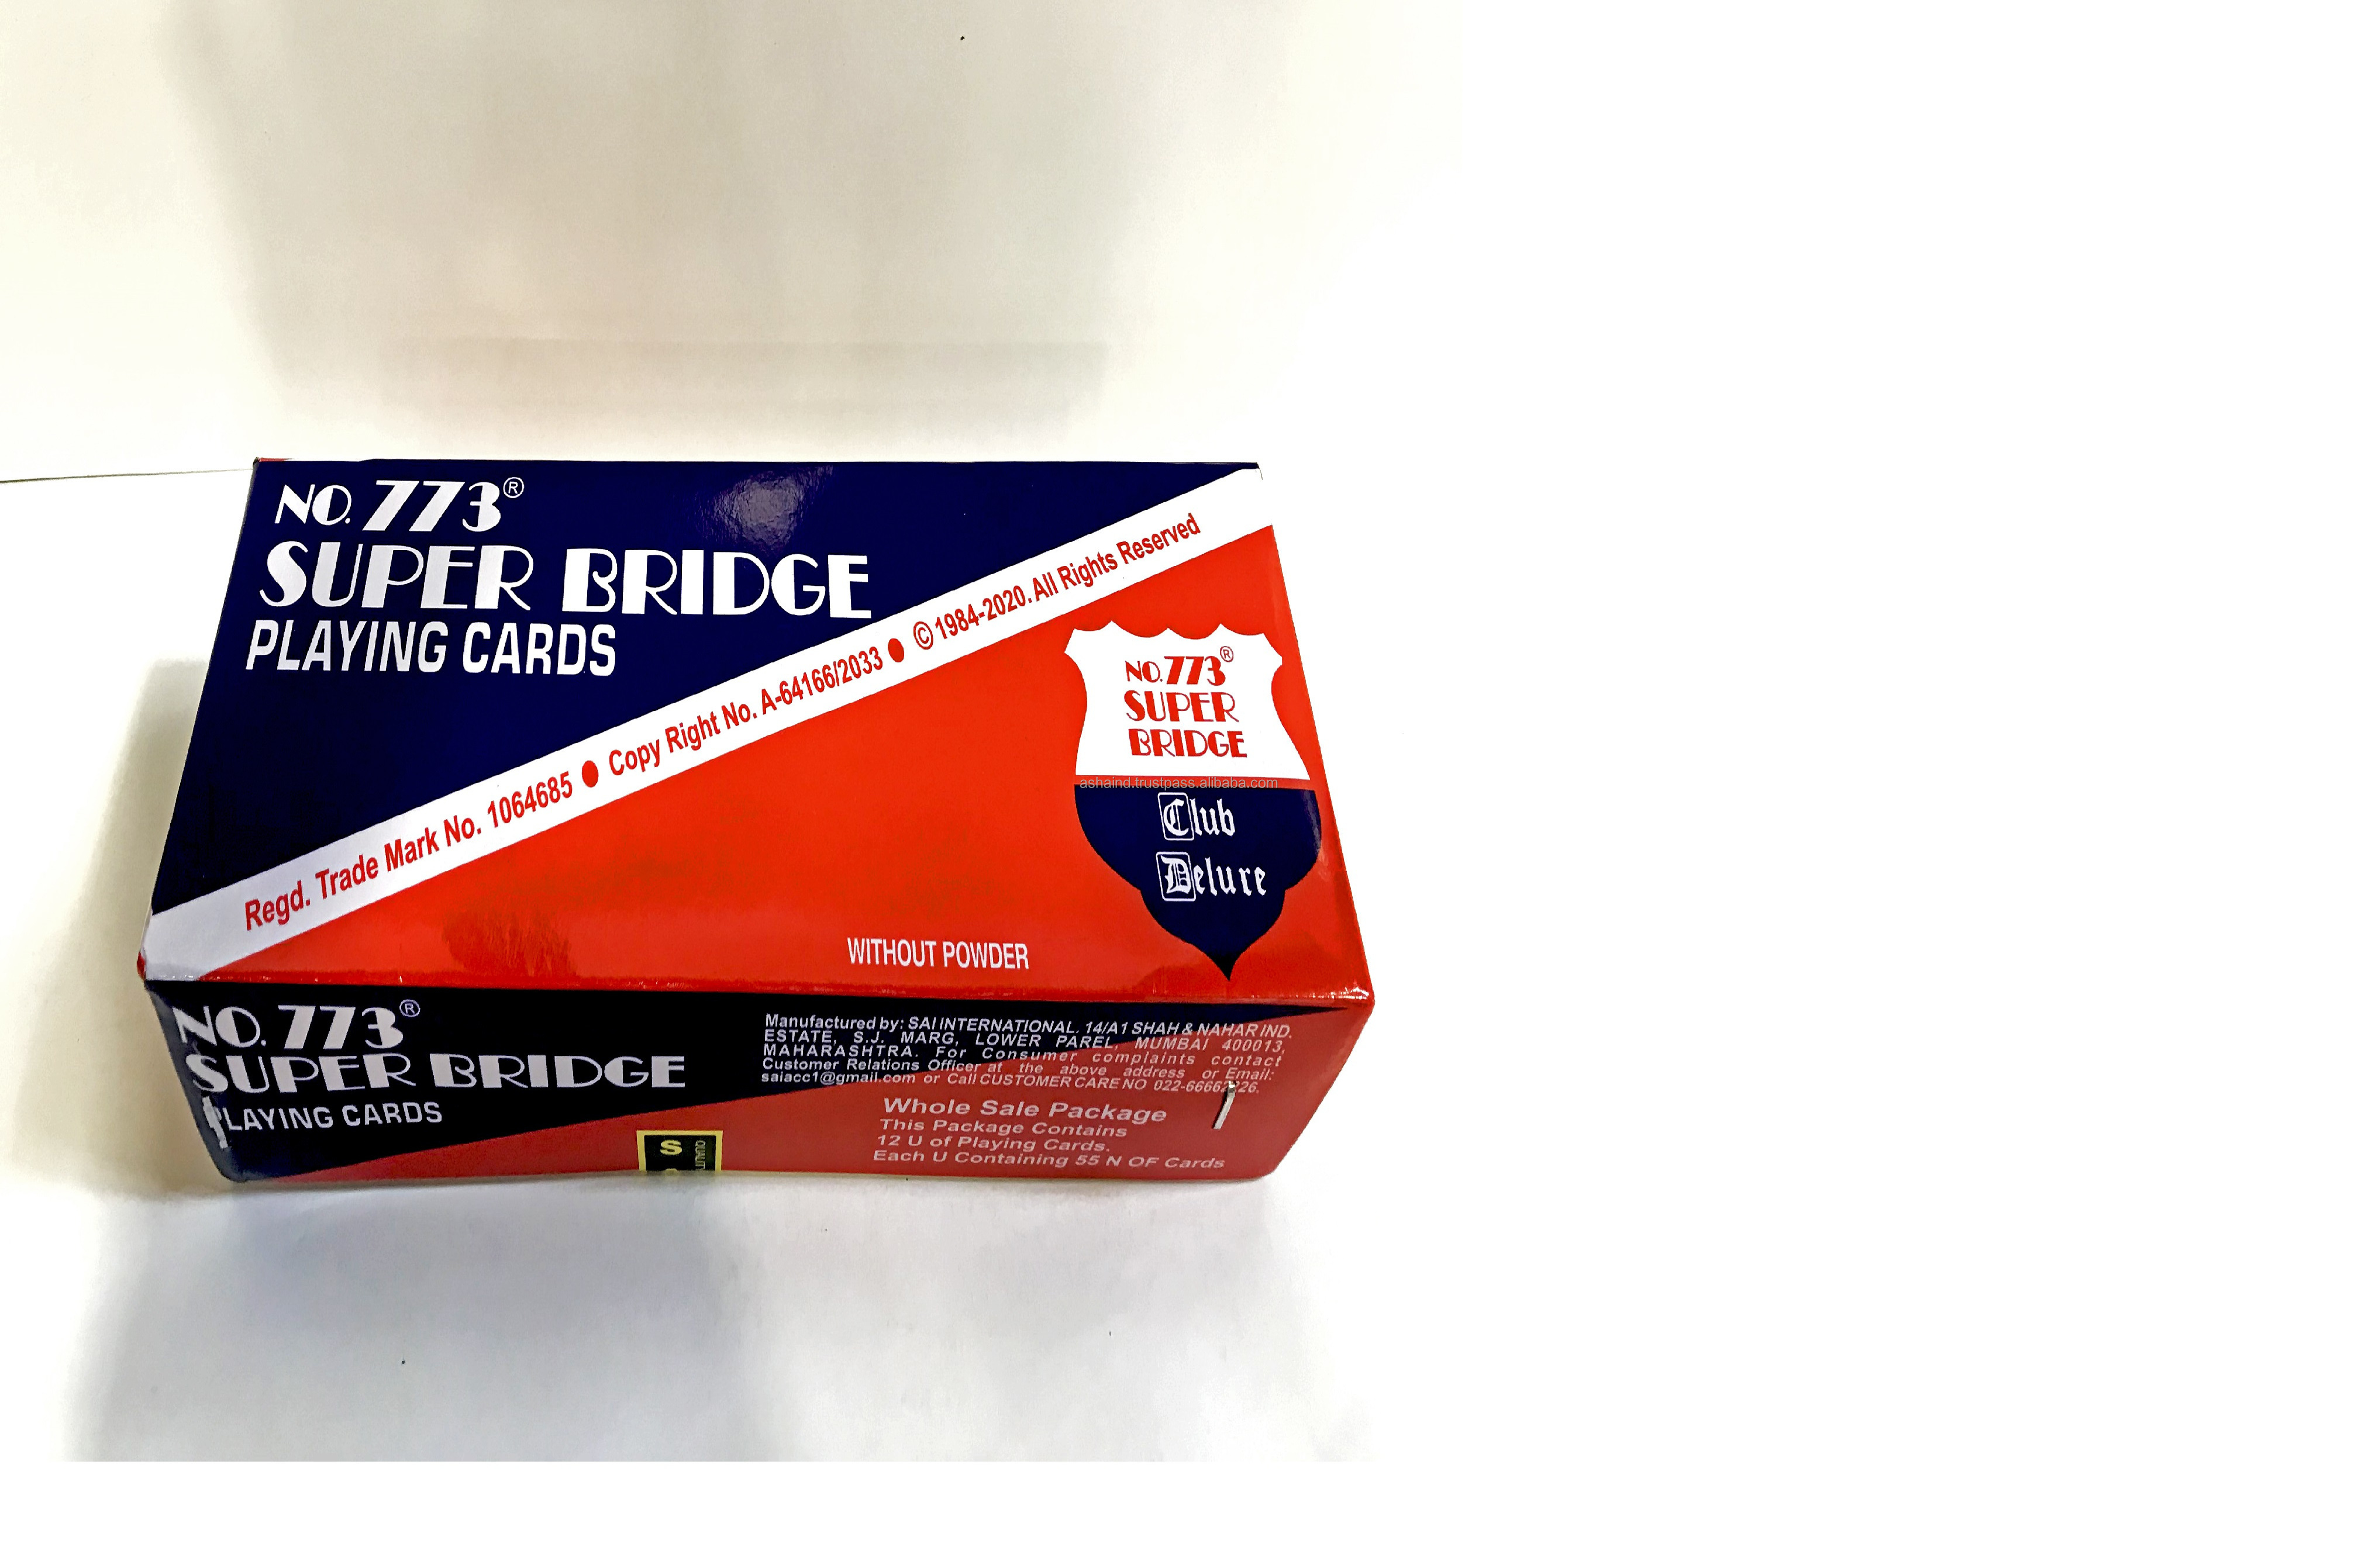 NO. 773®
SUPER BRIDGE
PLAYING CARDS
Regd. Trade Mark No. 1064685 ● Copy Right No. A-64166/2033 ● © 1984-2020. All Rights Reserved
NO. 773®
SUPER
BRIDGE
ashaind.trustpass.alibaba.com
Club
Delure
WITHOUT POWDER
NO. 773®
SUPER BRIDGE
PLAYING CARDS
Manufactured by: SAI INTERNATIONAL. 14/A1 SHAH & NAHAR IND.
ESTATE, S.J. MARG, LOWER PAREL, MUMBAI 400013,
MAHARASHTRA. For Consumer complaints contact
Customer Relations Officer at the above address or Email:
saiacc1@gmail.com or Call CUSTOMER CARE NO
Whole Sale Package
This Package Contains
12 U of Playing Cards.
Each U Containing 55 N OF Cards
S
QUALITY